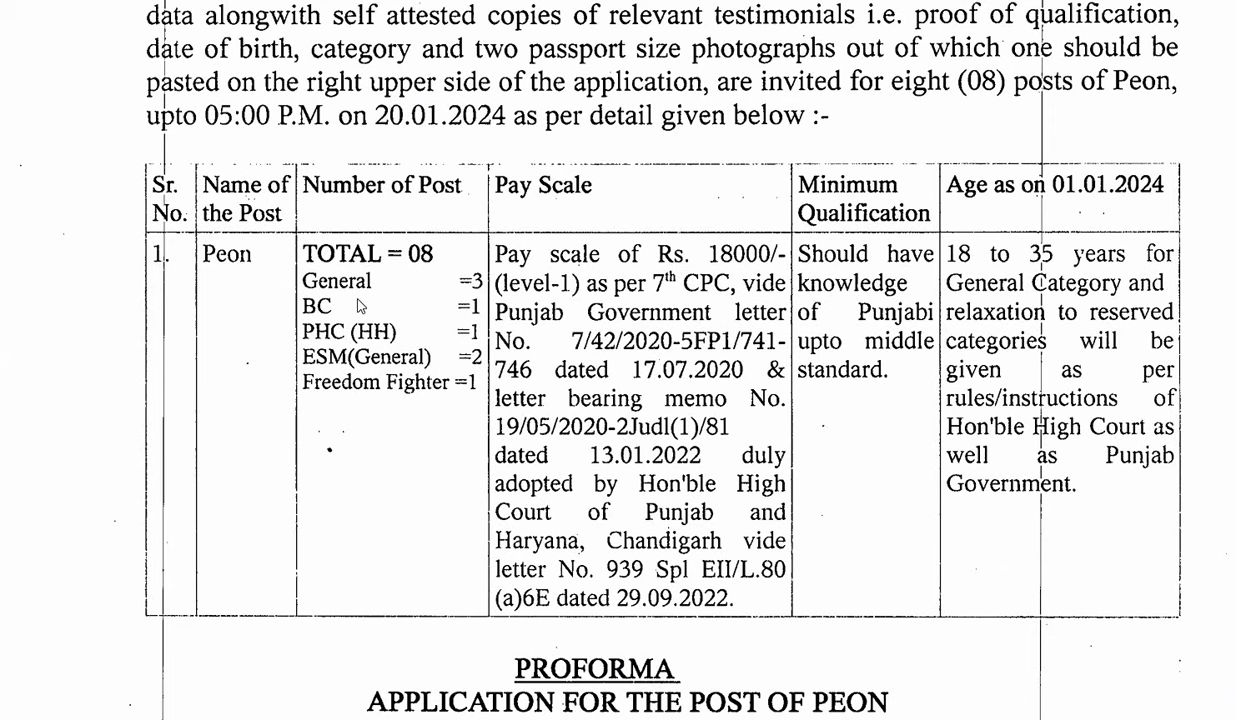 data alongwith self attested copies of relevant testimonials i.e. proof of qualification,
date of birth, category and two passport size photographs out of which one should be
pasted on the right upper side of the application, are invited for eight (08) posts of Peon,
upto 05:00 P.M. on 20.01.2024 as per detail given below :-
Sr. No.
Name of the Post
Number of Post
Pay Scale
Minimum Qualification
Age as on 01.01.2024
1.
Peon
TOTAL = 08
General =3
BC =1
PHC (HH) =1
ESM(General) =2
Freedom Fighter =1
Pay scale of Rs. 18000/-
(level-1) as per 7th CPC, vide
Punjab Government letter
No. 7/42/2020-5FP1/741-
746 dated 17.07.2020 &
letter bearing memo No.
19/05/2020-2Judl(1)/81
dated 13.01.2022 duly
adopted by Hon'ble High
Court of Punjab and
Haryana, Chandigarh vide
letter No. 939 Spl EII/L.80
(a)6E dated 29.09.2022.
Should have
knowledge
of Punjabi
upto middle
standard.
18 to 35 years for
General Category and
relaxation to reserved
categories will be
given as per
rules/instructions of
Hon'ble High Court as
well as Punjab
Government.
PROFORMA
APPLICATION FOR THE POST OF PEON